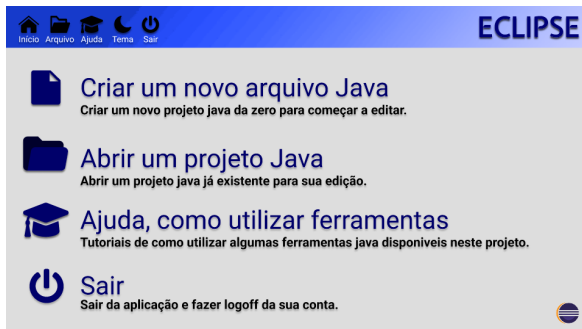 Início Arquivo Ajuda Tema Sair
ECLIPSE
Criar um novo arquivo Java
Criar um novo projeto java da zero para começar a editar.
Abrir um projeto Java
Abrir um projeto java já existente para sua edição.
Ajuda, como utilizar ferramentas
Tutoriais de como utilizar algumas ferramentas java disponiveis neste projeto.
Sair
Sair da aplicação e fazer logoff da sua conta.